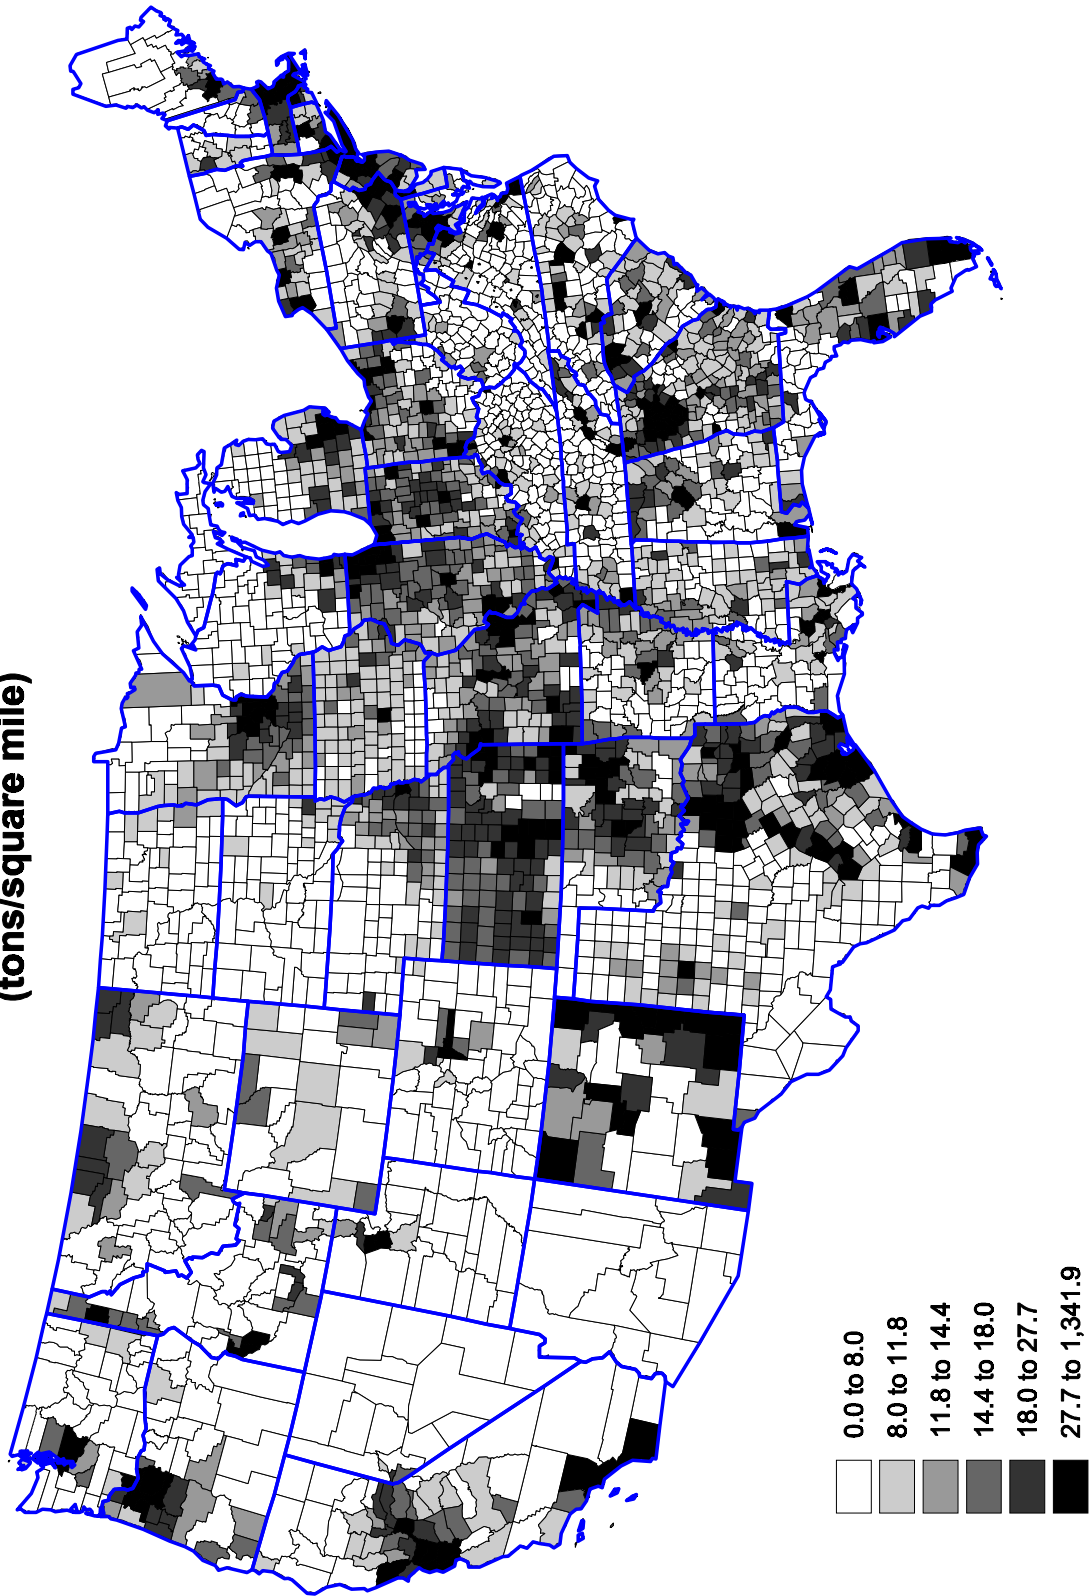 (tons/square mile)
0.0 to 8.0
8.0 to 11.8
11.8 to 14.4
14.4 to 18.0
18.0 to 27.7
27.7 to 1,341.9